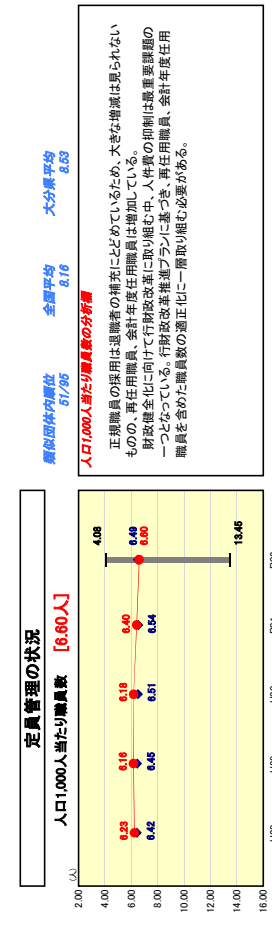 定員管理の状況
人口1,000人当たり職員数 [6.60人]
(人)
2.00
4.00
6.00
8.00
10.00
12.00
14.00
16.00
6.23
6.16
6.18
6.40
6.42
6.45
6.51
6.54
4.08
6.49
6.60
13.45
類似団体内順位
51/95
全国平均
8.16
大分県平均
8.53
人口1,000人当たり職員数の分析欄
正規職員の採用は退職者の補充にとどめているため、大きな増減は見られない
ものの、再任用職員、会計年度任用職員は増加している。
財政健全化に向けて行財政改革に取り組む中、人件費の抑制は最重要課題の
一つとなっている。行財政改革推進プランに基づき、再任用職員、会計年度任用
職員を含めた職員数の適正化に一層取り組む必要がある。